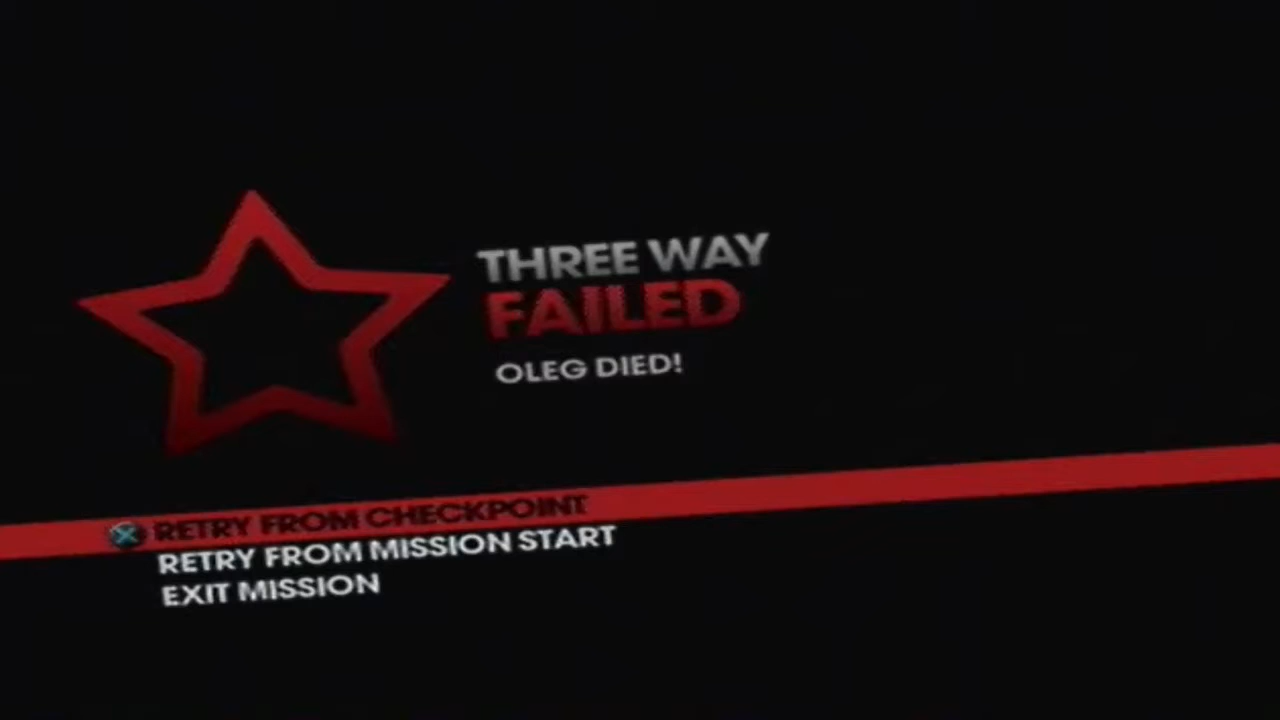 THREE WAY
FAILED
OLEG DIED!
RETRY FROM CHECKPOINT
RETRY FROM MISSION START
EXIT MISSION